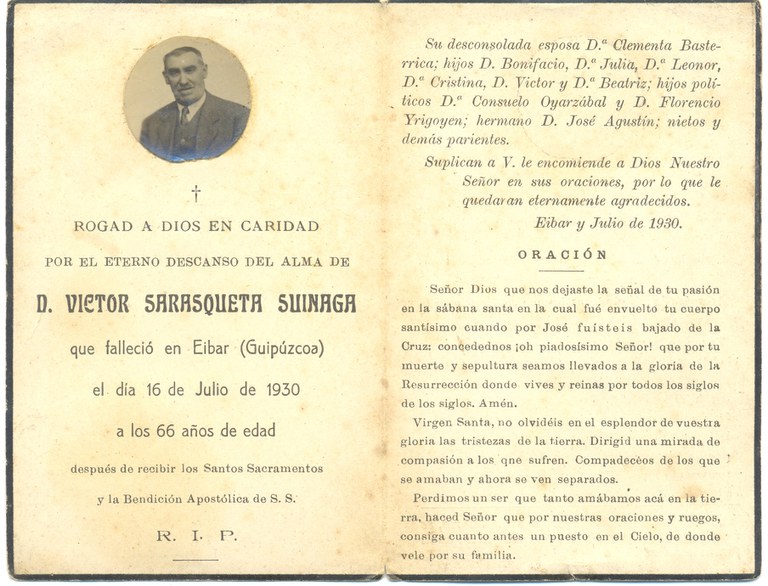 †
ROGAD A DIOS EN CARIDAD
POR EL ETERNO DESCANSO DEL ALMA DE
D. VICTOR SARASQUETA SUINAGA
que falleció en Eibar (Guipúzcoa)
el día 16 de Julio de 1930
a los 66 años de edad
después de recibir los Santos Sacramentos
y la Bendición Apostólica de S. S.
R. I. P.
Su desconsolada esposa D.ª Clementa Baste-
rrica; hijos D. Bonifacio, D.ª Julia, D.ª Leonor,
D.ª Cristina, D. Victor y D.ª Beatriz; hijos polí-
ticos D.ª Consuelo Oyarzábal y D. Florencio
Yrigoyen; hermano D. José Agustín; nietos y
demás parientes.
Suplican a V. le encomiende a Dios Nuestro
Señor en sus oraciones, por lo que le
quedaran eternamente agradecidos.
Eibar y Julio de 1930.
ORACIÓN
Señor Dios que nos dejaste la señal de tu pasión
en la sábana santa en la cual fué envuelto tu cuerpo
santísimo cuando por José fuisteis bajado de la
Cruz: concedednos ¡oh piadosísimo Señor! que por tu
muerte y sepultura seamos llevados a la gloria de la
Resurrección donde vives y reinas por todos los siglos
de los siglos. Amén.
Virgen Santa, no olvidéis en el esplendor de vuestra
gloria las tristezas de la tierra. Dirigid una mirada de
compasión a los qne sufren. Compadecèos de los que
se amaban y ahora se ven separados.
Perdimos un ser que tanto amábamos acá en la tie-
rra, haced Señor que por nuestras oraciones y ruegos,
consiga cuanto antes un puesto en el Cielo, de donde
vele por su familia.